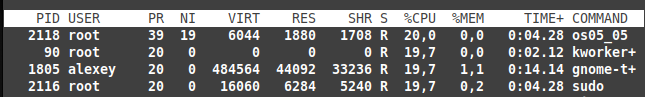 PID USER PR NI VIRT RES SHR S %CPU %MEM TIME+ COMMAND
2118 root 39 19 6044 1880 1708 R 20,0 0,0 0:04.28 os05_05
90 root 20 0 0 0 0 R 19,7 0,0 0:02.12 kworker+
1805 alexey 20 0 484564 44092 33236 R 19,7 1,1 0:14.14 gnome-t+
2116 root 20 0 16060 6284 5240 R 19,7 0,2 0:04.28 sudo